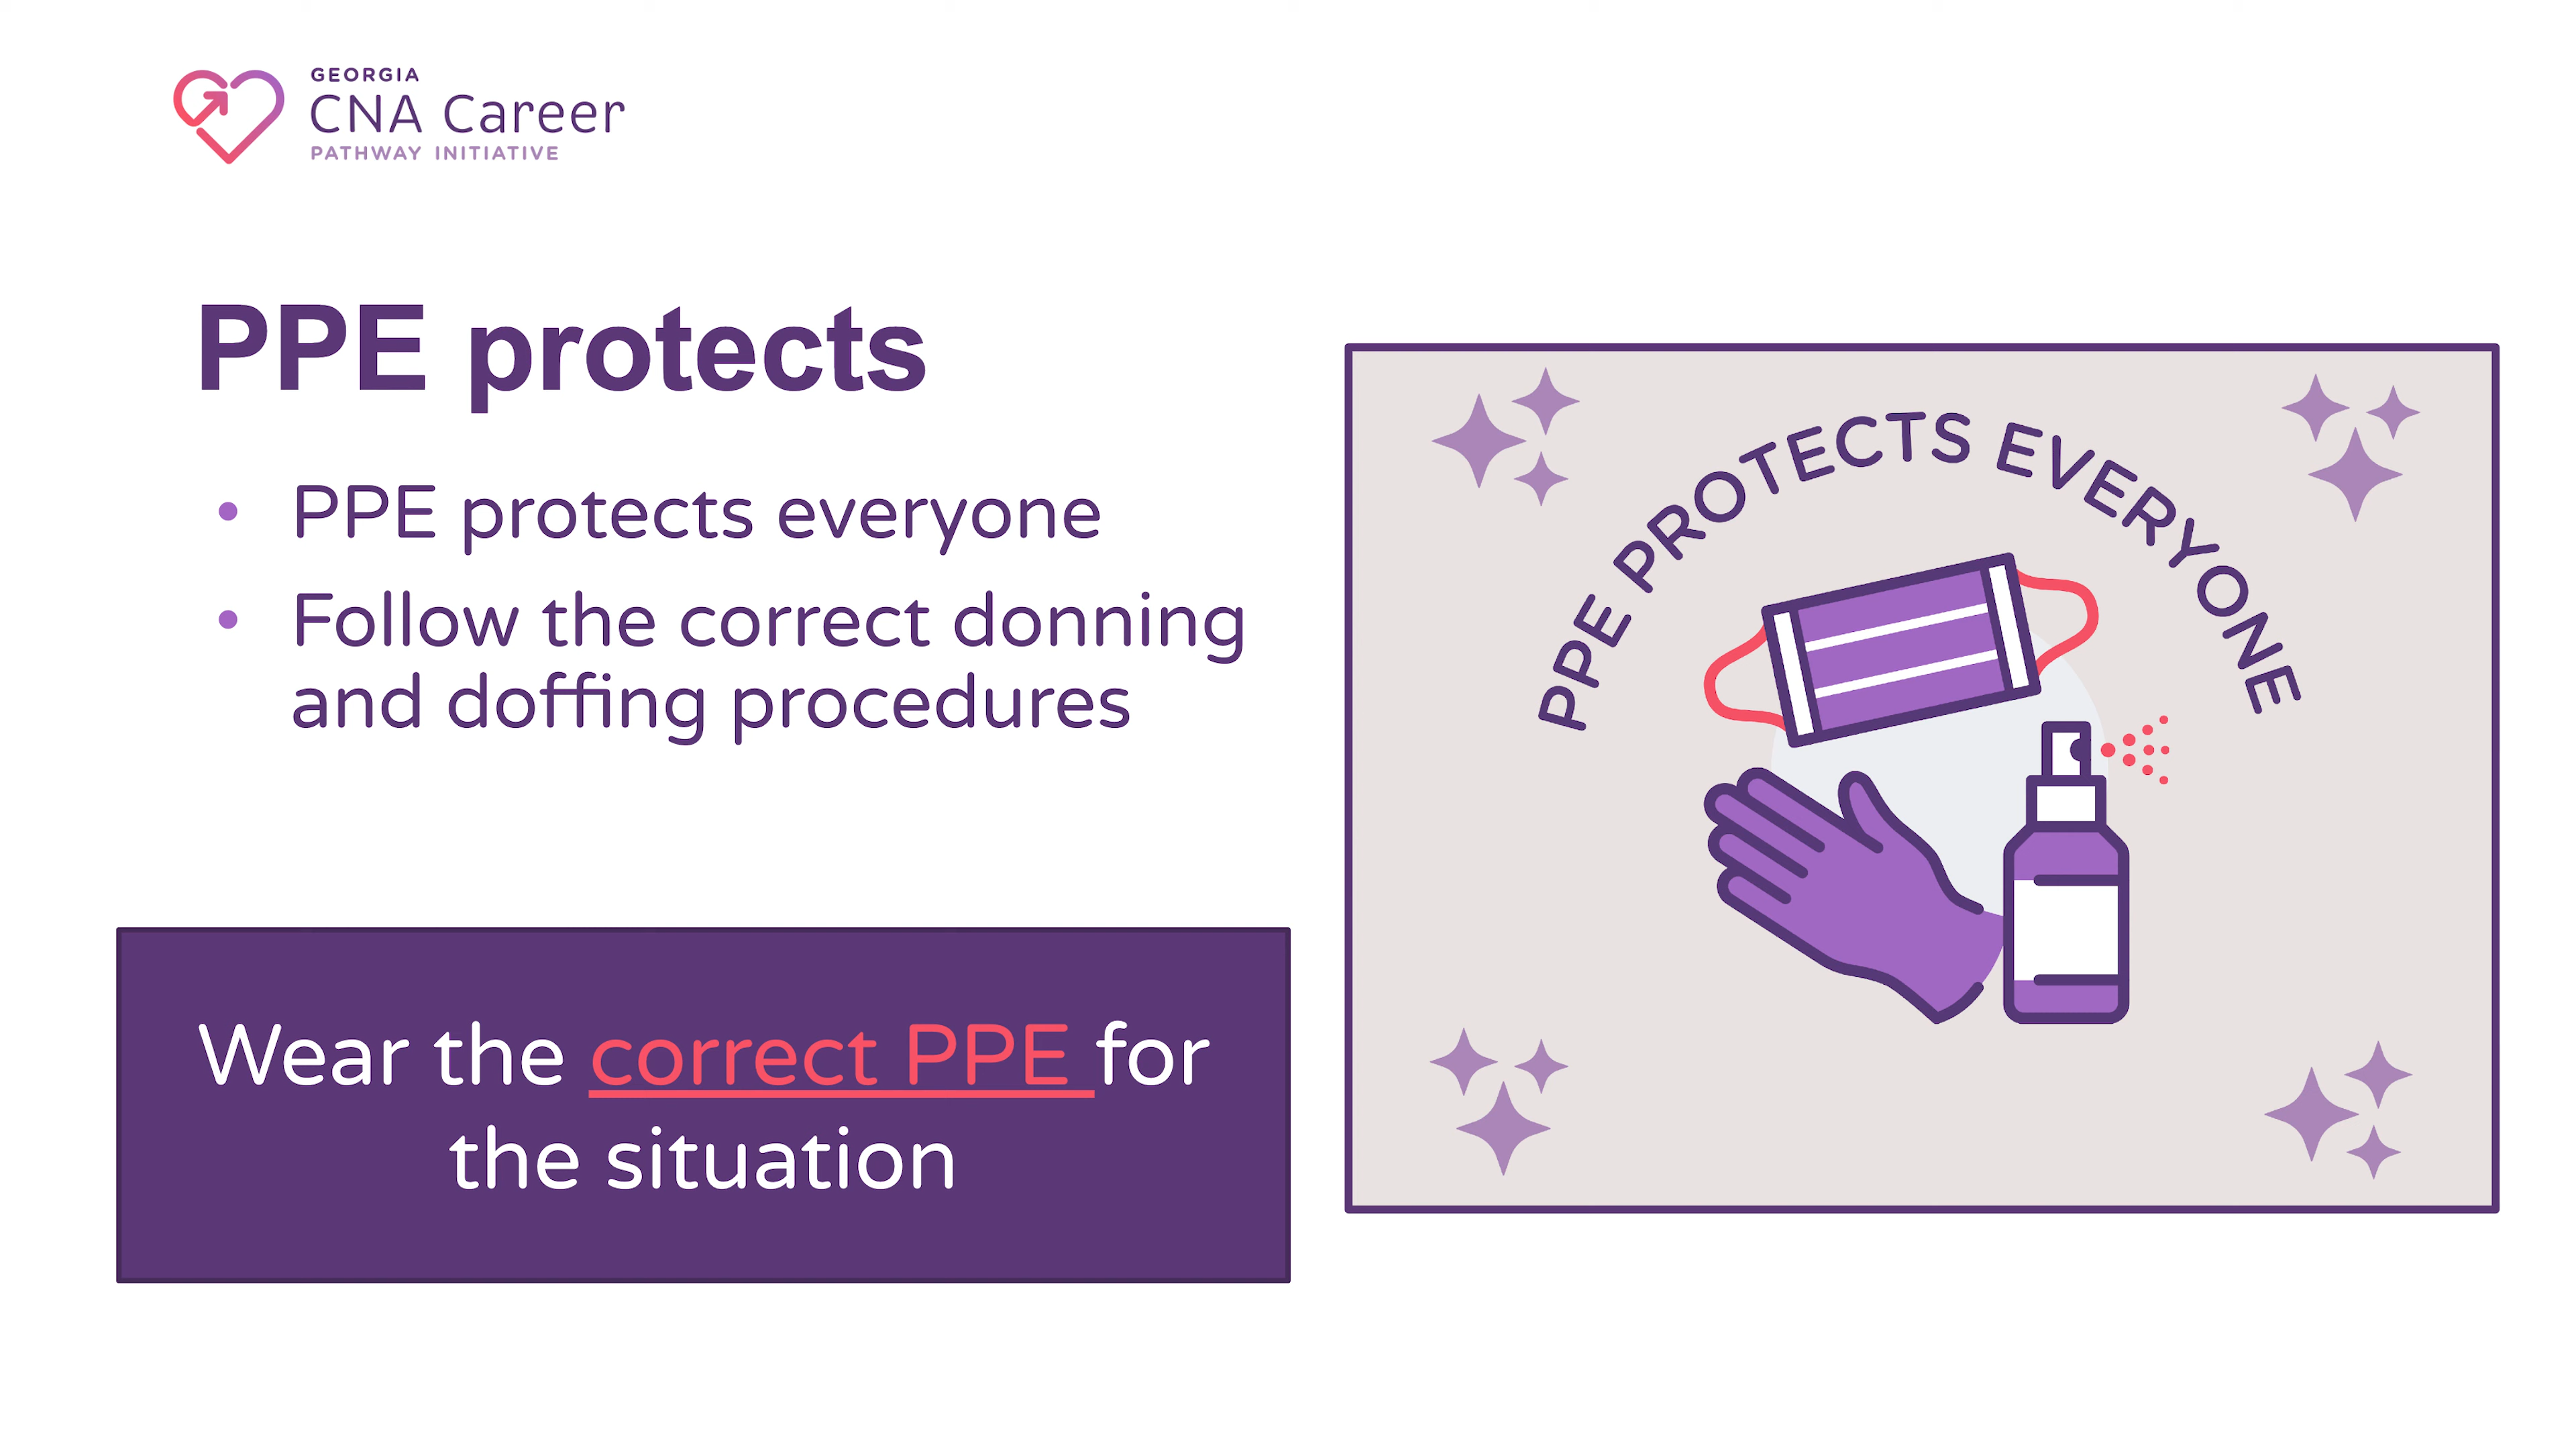 GEORGIA
CNA Career
PATHWAY INITIATIVE
PPE protects
• PPE protects everyone
• Follow the correct donning
and doffing procedures
Wear the correct PPE for
the situation
PPE PROTECTS EVERYONE